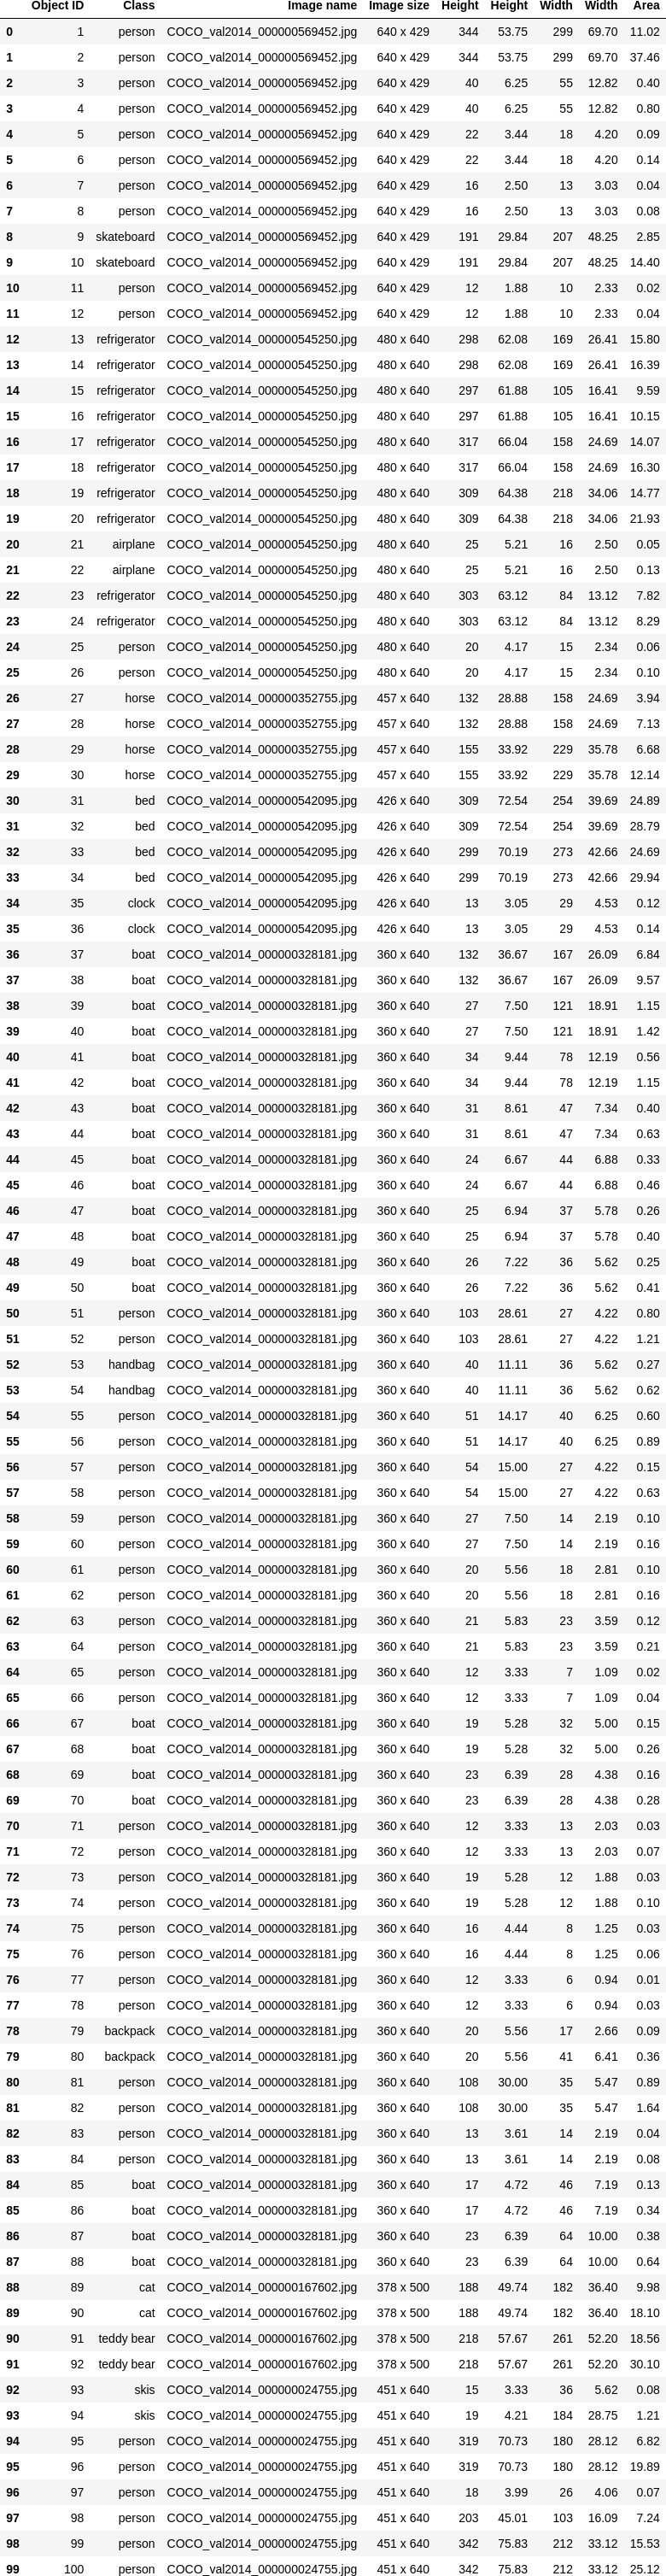 Object ID Class Image name Image size Height Height Width Width Area
0 1 person COCO_val2014_000000569452.jpg 640 x 429 344 53.75 299 69.70 11.02
1 2 person COCO_val2014_000000569452.jpg 640 x 429 344 53.75 299 69.70 37.46
2 3 person COCO_val2014_000000569452.jpg 640 x 429 40 6.25 55 12.82 0.40
3 4 person COCO_val2014_000000569452.jpg 640 x 429 40 6.25 55 12.82 0.80
4 5 person COCO_val2014_000000569452.jpg 640 x 429 22 3.44 18 4.20 0.09
5 6 person COCO_val2014_000000569452.jpg 640 x 429 22 3.44 18 4.20 0.14
6 7 person COCO_val2014_000000569452.jpg 640 x 429 16 2.50 13 3.03 0.04
7 8 person COCO_val2014_000000569452.jpg 640 x 429 16 2.50 13 3.03 0.08
8 9 skateboard COCO_val2014_000000569452.jpg 640 x 429 191 29.84 207 48.25 2.85
9 10 skateboard COCO_val2014_000000569452.jpg 640 x 429 191 29.84 207 48.25 14.40
10 11 person COCO_val2014_000000569452.jpg 640 x 429 12 1.88 10 2.33 0.02
11 12 person COCO_val2014_000000569452.jpg 640 x 429 12 1.88 10 2.33 0.04
12 13 refrigerator COCO_val2014_000000545250.jpg 480 x 640 298 62.08 169 26.41 15.80
13 14 refrigerator COCO_val2014_000000545250.jpg 480 x 640 298 62.08 169 26.41 16.39
14 15 refrigerator COCO_val2014_000000545250.jpg 480 x 640 297 61.88 105 16.41 9.59
15 16 refrigerator COCO_val2014_000000545250.jpg 480 x 640 297 61.88 105 16.41 10.15
16 17 refrigerator COCO_val2014_000000545250.jpg 480 x 640 317 66.04 158 24.69 14.07
17 18 refrigerator COCO_val2014_000000545250.jpg 480 x 640 317 66.04 158 24.69 16.30
18 19 refrigerator COCO_val2014_000000545250.jpg 480 x 640 309 64.38 218 34.06 14.77
19 20 refrigerator COCO_val2014_000000545250.jpg 480 x 640 309 64.38 218 34.06 21.93
20 21 airplane COCO_val2014_000000545250.jpg 480 x 640 25 5.21 16 2.50 0.05
21 22 airplane COCO_val2014_000000545250.jpg 480 x 640 25 5.21 16 2.50 0.13
22 23 refrigerator COCO_val2014_000000545250.jpg 480 x 640 303 63.12 84 13.12 7.82
23 24 refrigerator COCO_val2014_000000545250.jpg 480 x 640 303 63.12 84 13.12 8.29
24 25 person COCO_val2014_000000545250.jpg 480 x 640 20 4.17 15 2.34 0.06
25 26 person COCO_val2014_000000545250.jpg 480 x 640 20 4.17 15 2.34 0.10
26 27 horse COCO_val2014_000000352755.jpg 457 x 640 132 28.88 158 24.69 3.94
27 28 horse COCO_val2014_000000352755.jpg 457 x 640 132 28.88 158 24.69 7.13
28 29 horse COCO_val2014_000000352755.jpg 457 x 640 155 33.92 229 35.78 6.68
29 30 horse COCO_val2014_000000352755.jpg 457 x 640 155 33.92 229 35.78 12.14
30 31 bed COCO_val2014_000000542095.jpg 426 x 640 309 72.54 254 39.69 24.89
31 32 bed COCO_val2014_000000542095.jpg 426 x 640 309 72.54 254 39.69 28.79
32 33 bed COCO_val2014_000000542095.jpg 426 x 640 299 70.19 273 42.66 24.69
33 34 bed COCO_val2014_000000542095.jpg 426 x 640 299 70.19 273 42.66 29.94
34 35 clock COCO_val2014_000000542095.jpg 426 x 640 13 3.05 29 4.53 0.12
35 36 clock COCO_val2014_000000542095.jpg 426 x 640 13 3.05 29 4.53 0.14
36 37 boat COCO_val2014_000000328181.jpg 360 x 640 132 36.67 167 26.09 6.84
37 38 boat COCO_val2014_000000328181.jpg 360 x 640 132 36.67 167 26.09 9.57
38 39 boat COCO_val2014_000000328181.jpg 360 x 640 27 7.50 121 18.91 1.15
39 40 boat COCO_val2014_000000328181.jpg 360 x 640 27 7.50 121 18.91 1.42
40 41 boat COCO_val2014_000000328181.jpg 360 x 640 34 9.44 78 12.19 0.56
41 42 boat COCO_val2014_000000328181.jpg 360 x 640 34 9.44 78 12.19 1.15
42 43 boat COCO_val2014_000000328181.jpg 360 x 640 31 8.61 47 7.34 0.40
43 44 boat COCO_val2014_000000328181.jpg 360 x 640 31 8.61 47 7.34 0.63
44 45 boat COCO_val2014_000000328181.jpg 360 x 640 24 6.67 44 6.88 0.33
45 46 boat COCO_val2014_000000328181.jpg 360 x 640 24 6.67 44 6.88 0.46
46 47 boat COCO_val2014_000000328181.jpg 360 x 640 25 6.94 37 5.78 0.26
47 48 boat COCO_val2014_000000328181.jpg 360 x 640 25 6.94 37 5.78 0.40
48 49 boat COCO_val2014_000000328181.jpg 360 x 640 26 7.22 36 5.62 0.25
49 50 boat COCO_val2014_000000328181.jpg 360 x 640 26 7.22 36 5.62 0.41
50 51 person COCO_val2014_000000328181.jpg 360 x 640 103 28.61 27 4.22 0.80
51 52 person COCO_val2014_000000328181.jpg 360 x 640 103 28.61 27 4.22 1.21
52 53 handbag COCO_val2014_000000328181.jpg 360 x 640 40 11.11 36 5.62 0.27
53 54 handbag COCO_val2014_000000328181.jpg 360 x 640 40 11.11 36 5.62 0.62
54 55 person COCO_val2014_000000328181.jpg 360 x 640 51 14.17 40 6.25 0.60
55 56 person COCO_val2014_000000328181.jpg 360 x 640 51 14.17 40 6.25 0.89
56 57 person COCO_val2014_000000328181.jpg 360 x 640 54 15.00 27 4.22 0.15
57 58 person COCO_val2014_000000328181.jpg 360 x 640 54 15.00 27 4.22 0.63
58 59 person COCO_val2014_000000328181.jpg 360 x 640 27 7.50 14 2.19 0.10
59 60 person COCO_val2014_000000328181.jpg 360 x 640 27 7.50 14 2.19 0.16
60 61 person COCO_val2014_000000328181.jpg 360 x 640 20 5.56 18 2.81 0.10
61 62 person COCO_val2014_000000328181.jpg 360 x 640 20 5.56 18 2.81 0.16
62 63 person COCO_val2014_000000328181.jpg 360 x 640 21 5.83 23 3.59 0.12
63 64 person COCO_val2014_000000328181.jpg 360 x 640 21 5.83 23 3.59 0.21
64 65 person COCO_val2014_000000328181.jpg 360 x 640 12 3.33 7 1.09 0.02
65 66 person COCO_val2014_000000328181.jpg 360 x 640 12 3.33 7 1.09 0.04
66 67 boat COCO_val2014_000000328181.jpg 360 x 640 19 5.28 32 5.00 0.15
67 68 boat COCO_val2014_000000328181.jpg 360 x 640 19 5.28 32 5.00 0.26
68 69 boat COCO_val2014_000000328181.jpg 360 x 640 23 6.39 28 4.38 0.16
69 70 boat COCO_val2014_000000328181.jpg 360 x 640 23 6.39 28 4.38 0.28
70 71 person COCO_val2014_000000328181.jpg 360 x 640 12 3.33 13 2.03 0.03
71 72 person COCO_val2014_000000328181.jpg 360 x 640 12 3.33 13 2.03 0.07
72 73 person COCO_val2014_000000328181.jpg 360 x 640 19 5.28 12 1.88 0.03
73 74 person COCO_val2014_000000328181.jpg 360 x 640 19 5.28 12 1.88 0.10
74 75 person COCO_val2014_000000328181.jpg 360 x 640 16 4.44 8 1.25 0.03
75 76 person COCO_val2014_000000328181.jpg 360 x 640 16 4.44 8 1.25 0.06
76 77 person COCO_val2014_000000328181.jpg 360 x 640 12 3.33 6 0.94 0.01
77 78 person COCO_val2014_000000328181.jpg 360 x 640 12 3.33 6 0.94 0.03
78 79 backpack COCO_val2014_000000328181.jpg 360 x 640 20 5.56 17 2.66 0.09
79 80 backpack COCO_val2014_000000328181.jpg 360 x 640 20 5.56 41 6.41 0.36
80 81 person COCO_val2014_000000328181.jpg 360 x 640 108 30.00 35 5.47 0.89
81 82 person COCO_val2014_000000328181.jpg 360 x 640 108 30.00 35 5.47 1.64
82 83 person COCO_val2014_000000328181.jpg 360 x 640 13 3.61 14 2.19 0.04
83 84 person COCO_val2014_000000328181.jpg 360 x 640 13 3.61 14 2.19 0.08
84 85 boat COCO_val2014_000000328181.jpg 360 x 640 17 4.72 46 7.19 0.13
85 86 boat COCO_val2014_000000328181.jpg 360 x 640 17 4.72 46 7.19 0.34
86 87 boat COCO_val2014_000000328181.jpg 360 x 640 23 6.39 64 10.00 0.38
87 88 boat COCO_val2014_000000328181.jpg 360 x 640 23 6.39 64 10.00 0.64
88 89 cat COCO_val2014_000000167602.jpg 378 x 500 188 49.74 182 36.40 9.98
89 90 cat COCO_val2014_000000167602.jpg 378 x 500 188 49.74 182 36.40 18.10
90 91 teddy bear COCO_val2014_000000167602.jpg 378 x 500 218 57.67 261 52.20 18.56
91 92 teddy bear COCO_val2014_000000167602.jpg 378 x 500 218 57.67 261 52.20 30.10
92 93 skis COCO_val2014_000000024755.jpg 451 x 640 15 3.33 36 5.62 0.08
93 94 skis COCO_val2014_000000024755.jpg 451 x 640 19 4.21 184 28.75 1.21
94 95 person COCO_val2014_000000024755.jpg 451 x 640 319 70.73 180 28.12 6.82
95 96 person COCO_val2014_000000024755.jpg 451 x 640 319 70.73 180 28.12 19.89
96 97 person COCO_val2014_000000024755.jpg 451 x 640 18 3.99 26 4.06 0.07
97 98 person COCO_val2014_000000024755.jpg 451 x 640 203 45.01 103 16.09 7.24
98 99 person COCO_val2014_000000024755.jpg 451 x 640 342 75.83 212 33.12 15.53
99 100 person COCO_val2014_000000024755.jpg 451 x 640 342 75.83 212 33.12 25.12